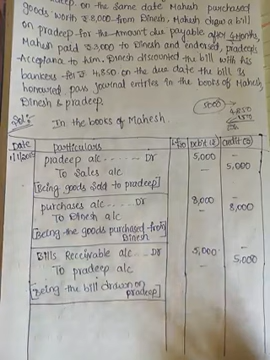 deep. on the same date Mahesh purchased
goods worth ₹8,000 from Dinesh. Mahesh drew a bill
on pradeep for the amount due payable after 4 months,
Mahesh paid ₹3,000 to Dinesh and endorsed, pradeep's
Acceptance to him. Dinesh discounted the bill with his
bankers for ₹ 4,850 on the due date the bill is
honoured pass journal entries in the books of Mahesh,
Dinesh & pradeep.
5000
4,850
150
Sol:- In the books of Mahesh.
Date Particulars L.No Debit (₹) Credit (₹)
pradeep a/c ..... Dr 5,000 —
To Sales a/c — 5,000
[Being goods sold to pradeep]
purchases a/c ..... Dr 8,000 —
To Dinesh a/c — 8,000
[Being the goods purchased from
Dinesh]
Bills Receivable a/c ... Dr 5,000 —
To pradeep a/c — 5,000
[Being the bill drawn on
pradeep]